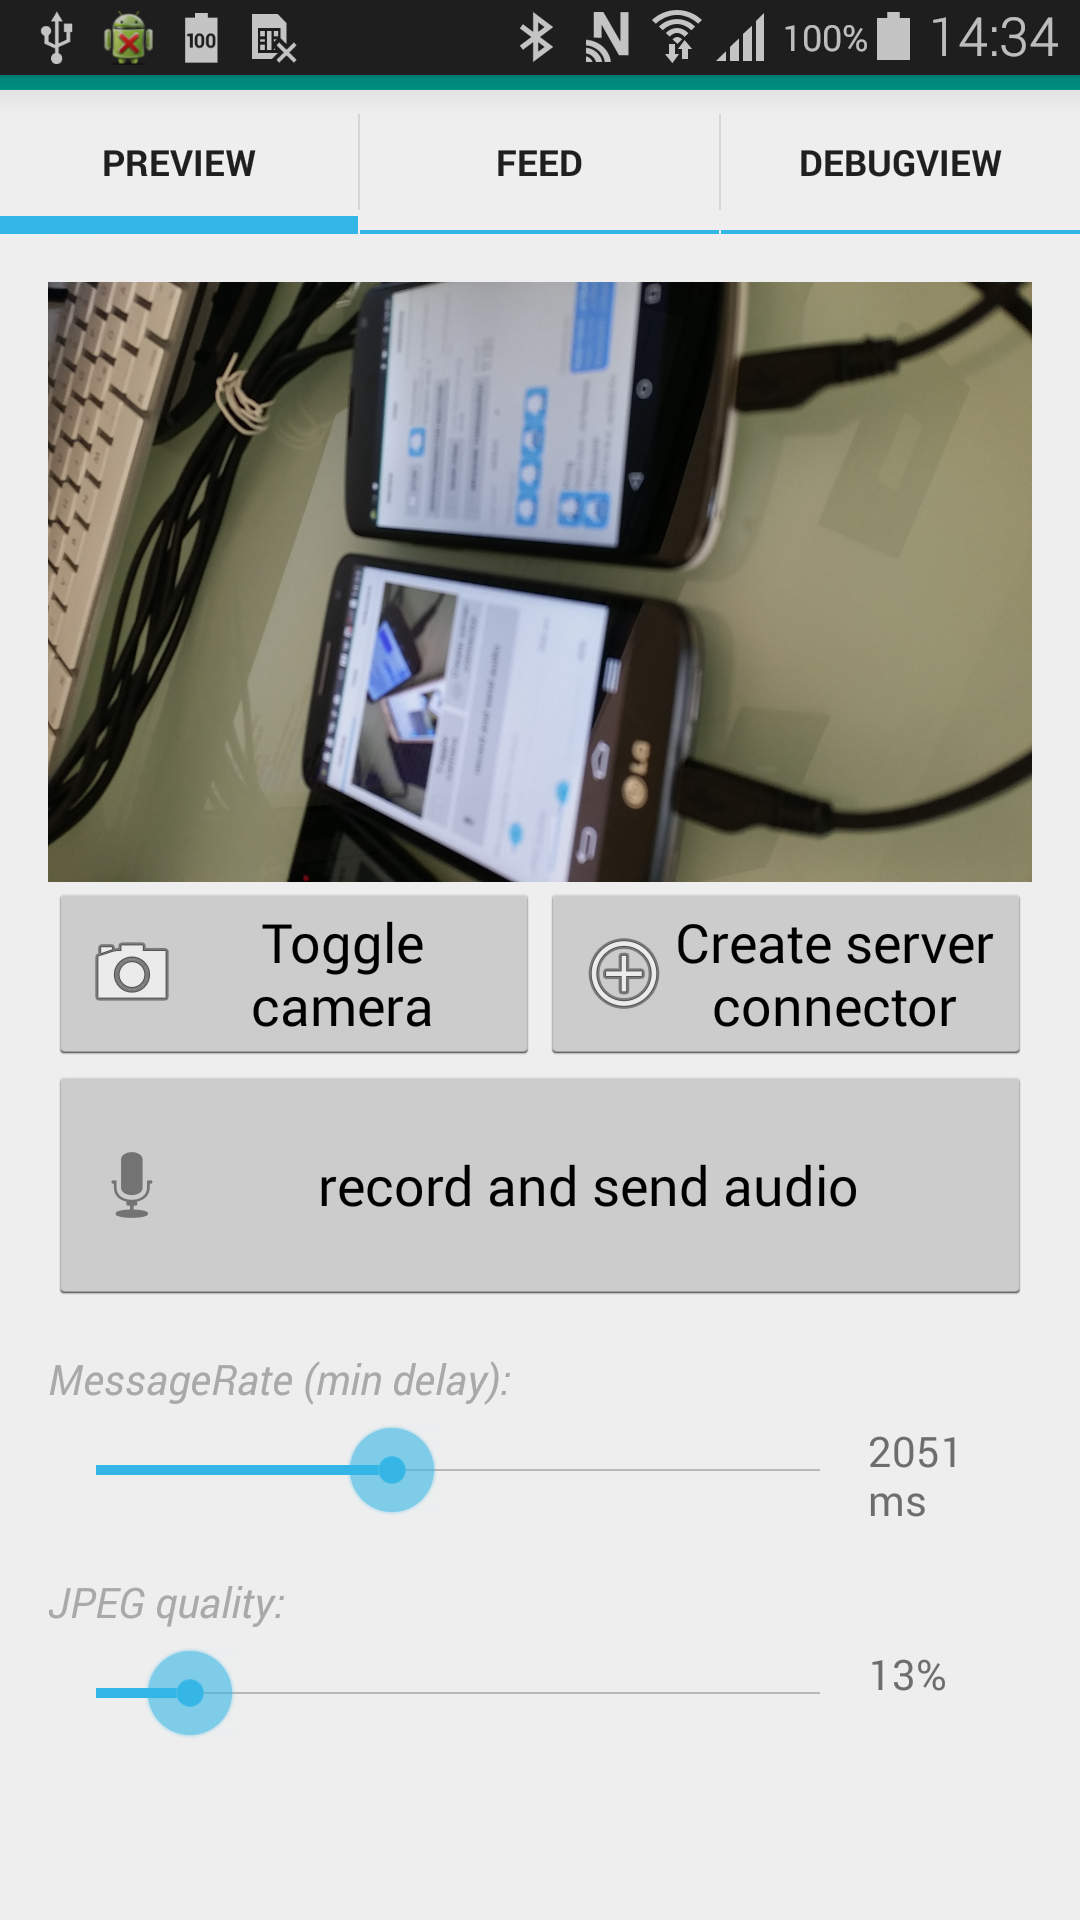 100
100%
14:34
PREVIEW
FEED
DEBUGVIEW
LG
Toggle
camera
Create server
connector
record and send audio
MessageRate (min delay):
2051
ms
JPEG quality:
13%